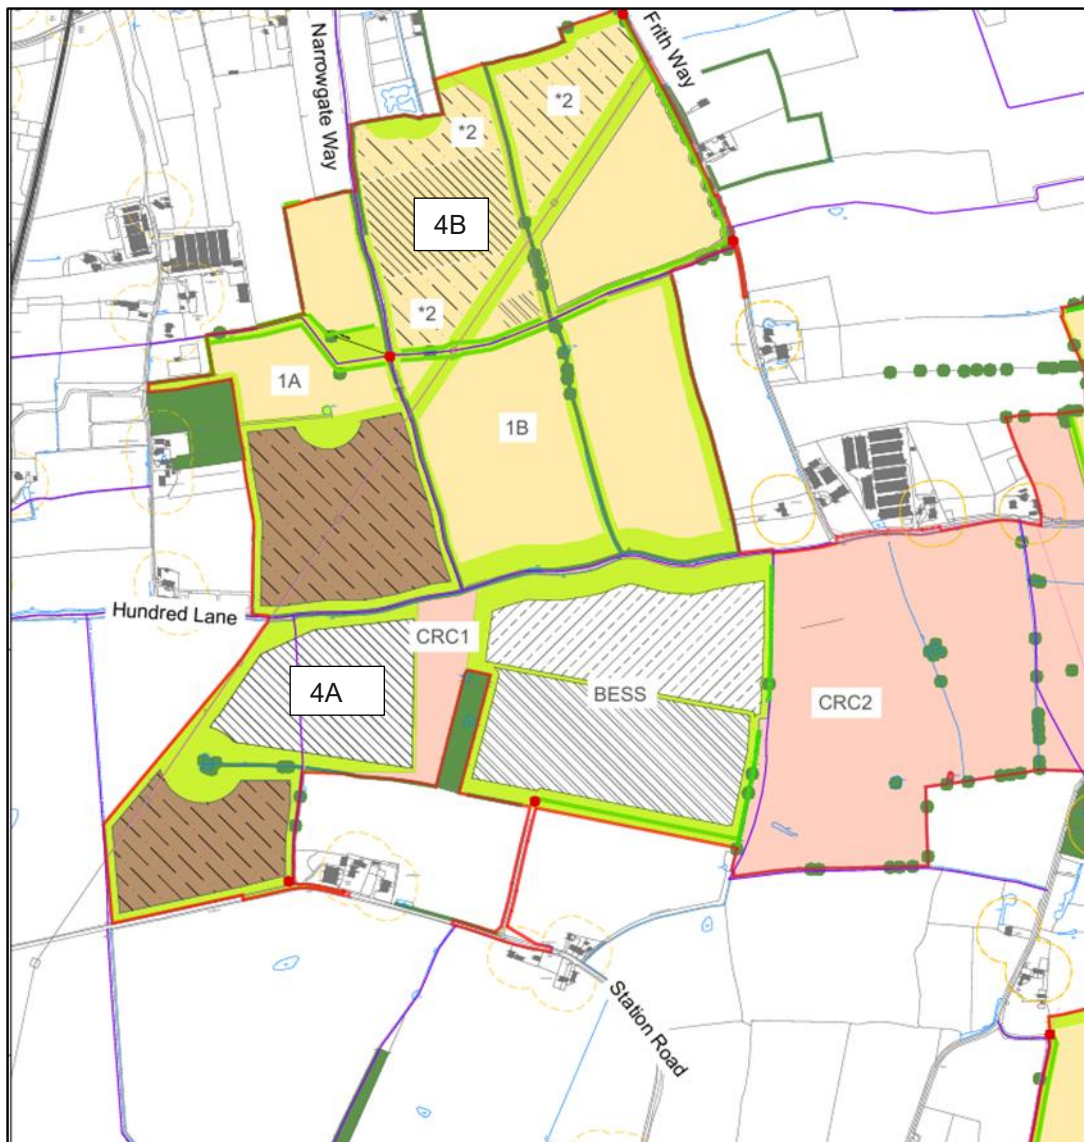 Narrowgate Way
Frith Way
*2
*2
4B
*2
1A
1B
Hundred Lane
CRC1
4A
BESS
CRC2
Station Road